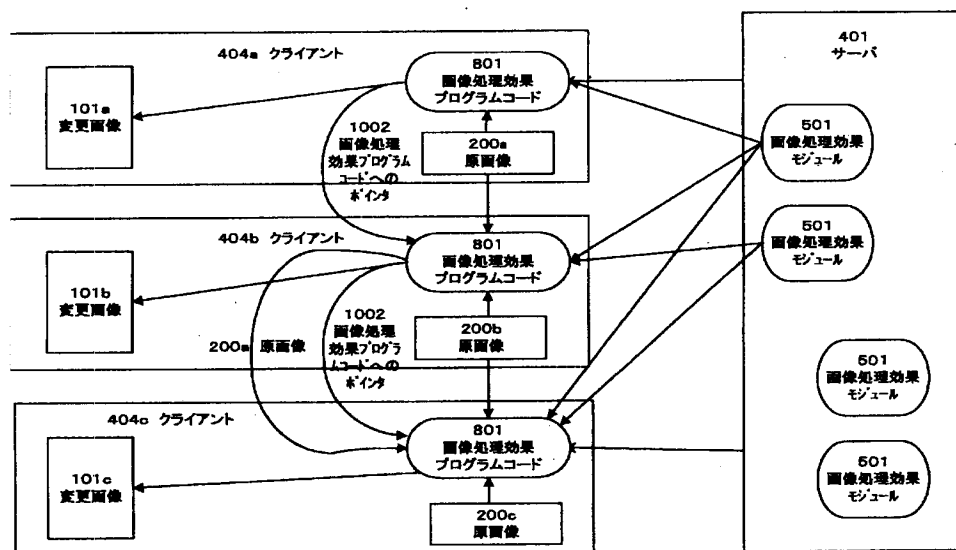 404a クライアント
101a
変更画像
801
画像処理効果
プログラムコード
1002
画像処理
効果プログラム
コードへの
ポインタ
200a
原画像
404b クライアント
101b
変更画像
801
画像処理効果
プログラムコード
200a 原画像
1002
画像処理
効果プログラ
ムコードへの
ポインタ
200b
原画像
404c クライアント
101c
変更画像
801
画像処理効果
プログラムコード
200c
原画像
401
サーバ
501
画像処理効果
モジュール
501
画像処理効果
モジュール
501
画像処理効果
モジュール
501
画像処理効果
モジュール